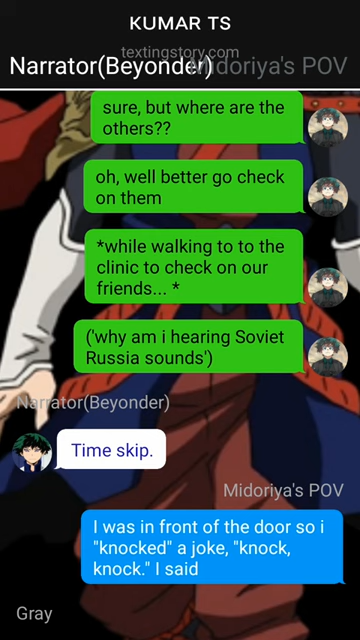 KUMAR TS
textingstory.com
Narrator(Beyonder)
Midoriya's POV
sure, but where are the
others??
oh, well better go check
on them
*while walking to to the
clinic to check on our
friends... *
('why am i hearing Soviet
Russia sounds')
Narrator(Beyonder)
Time skip.
Midoriya's POV
I was in front of the door so i
"knocked" a joke, "knock,
knock." I said
Gray